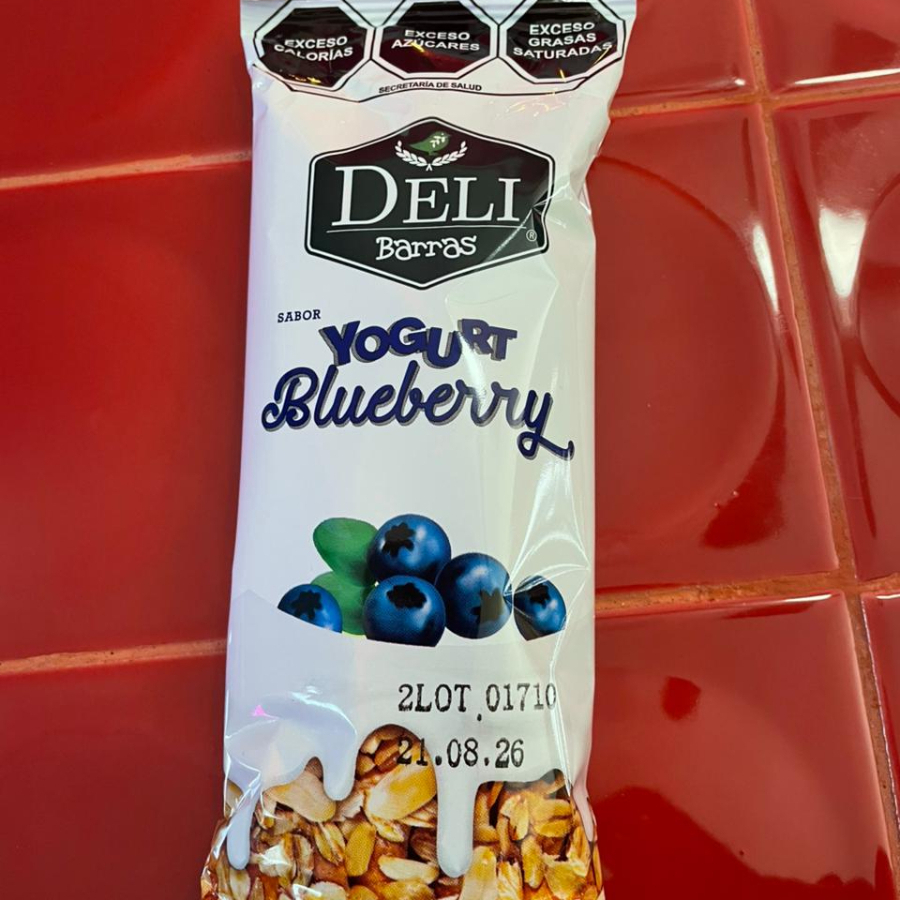 EXCESO CALORÍAS
EXCESO AZÚCARES
EXCESO GRASAS SATURADAS
SECRETARÍA DE SALUD
DELI
Barras
®
SABOR
YOGURT
Blueberry
2LOT 01710
21.08.26